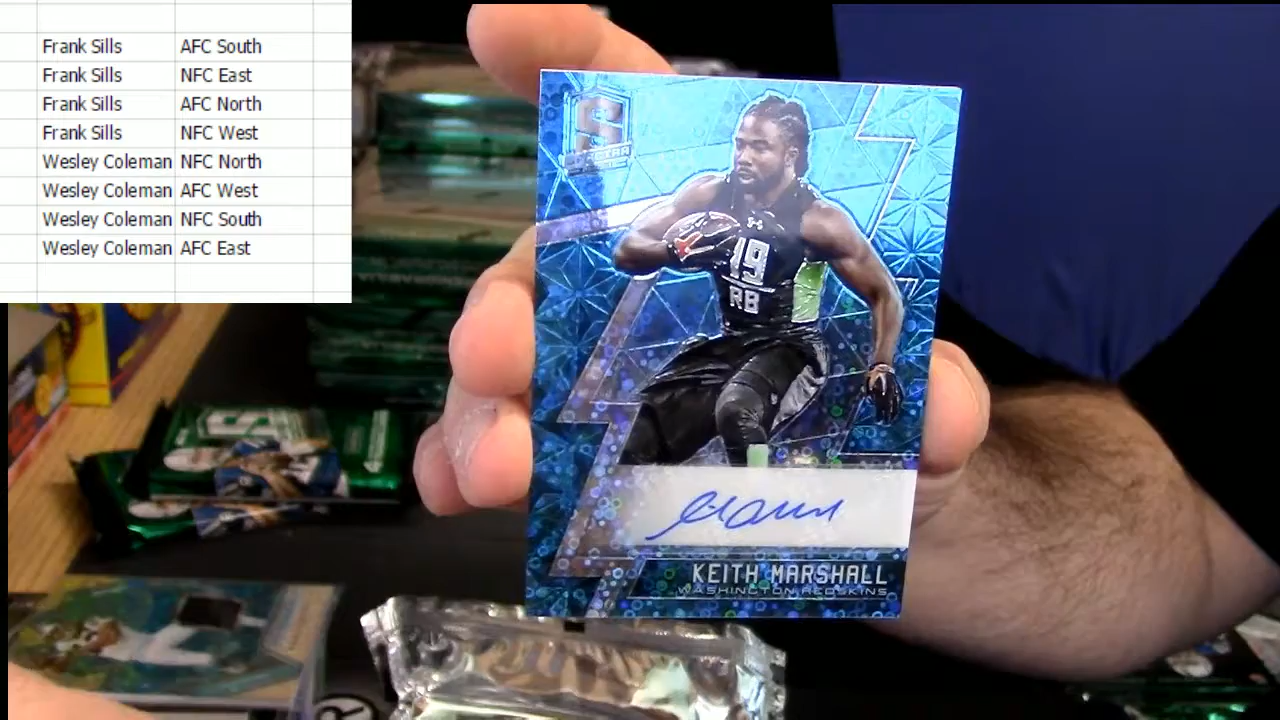 Frank Sills AFC South
Frank Sills NFC East
Frank Sills AFC North
Frank Sills NFC West
Wesley Coleman NFC North
Wesley Coleman AFC West
Wesley Coleman NFC South
Wesley Coleman AFC East
S
19
RB
KEITH MARSHALL
WASHINGTON REDSKINS